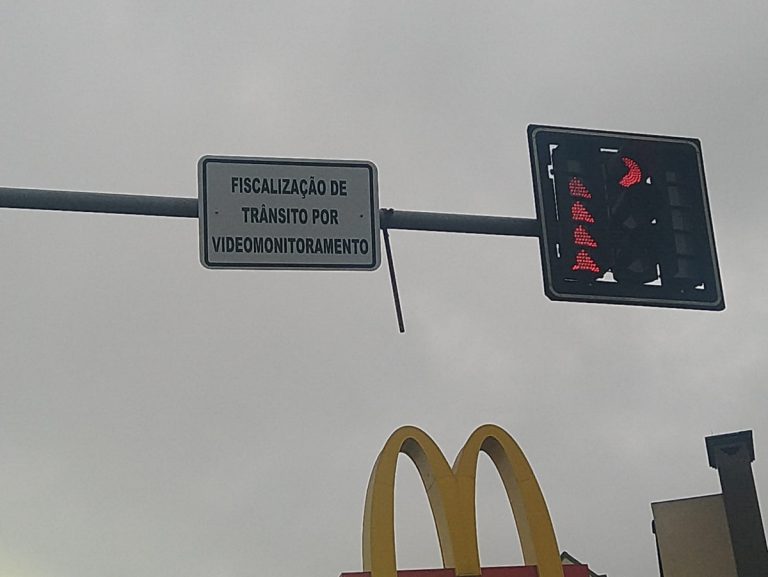 FISCALIZAÇÃO DE
TRÂNSITO POR
VIDEOMONITORAMENTO